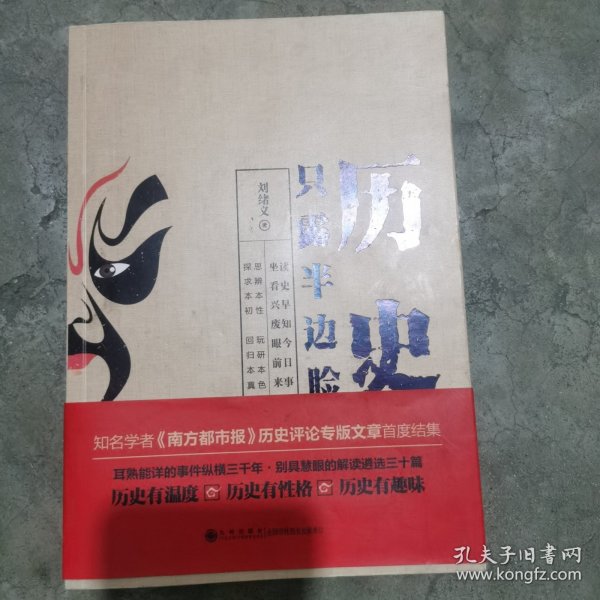 历史
只露半边脸
刘绪义 著
读史早知今日事
坐看兴废眼前来
思辨本性 玩研本色
探求本初 回归本真
知名学者《南方都市报》历史评论专版文章首度结集
耳熟能详的事件纵横三千年·别具慧眼的解读遴选三十篇
历史有温度 历史有性格 历史有趣味
九州出版社
孔夫子旧书网
www.kongfz.com